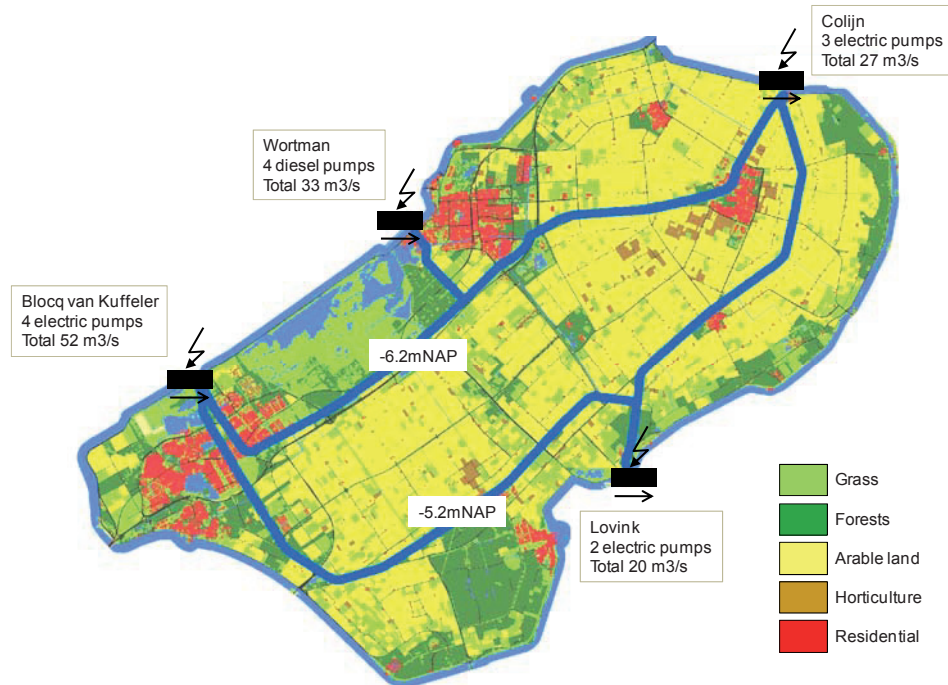 Colijn
3 electric pumps
Total 27 m3/s
Wortman
4 diesel pumps
Total 33 m3/s
Blocq van Kuffeler
4 electric pumps
Total 52 m3/s
-6.2mNAP
-5.2mNAP
Lovink
2 electric pumps
Total 20 m3/s
Grass
Forests
Arable land
Horticulture
Residential